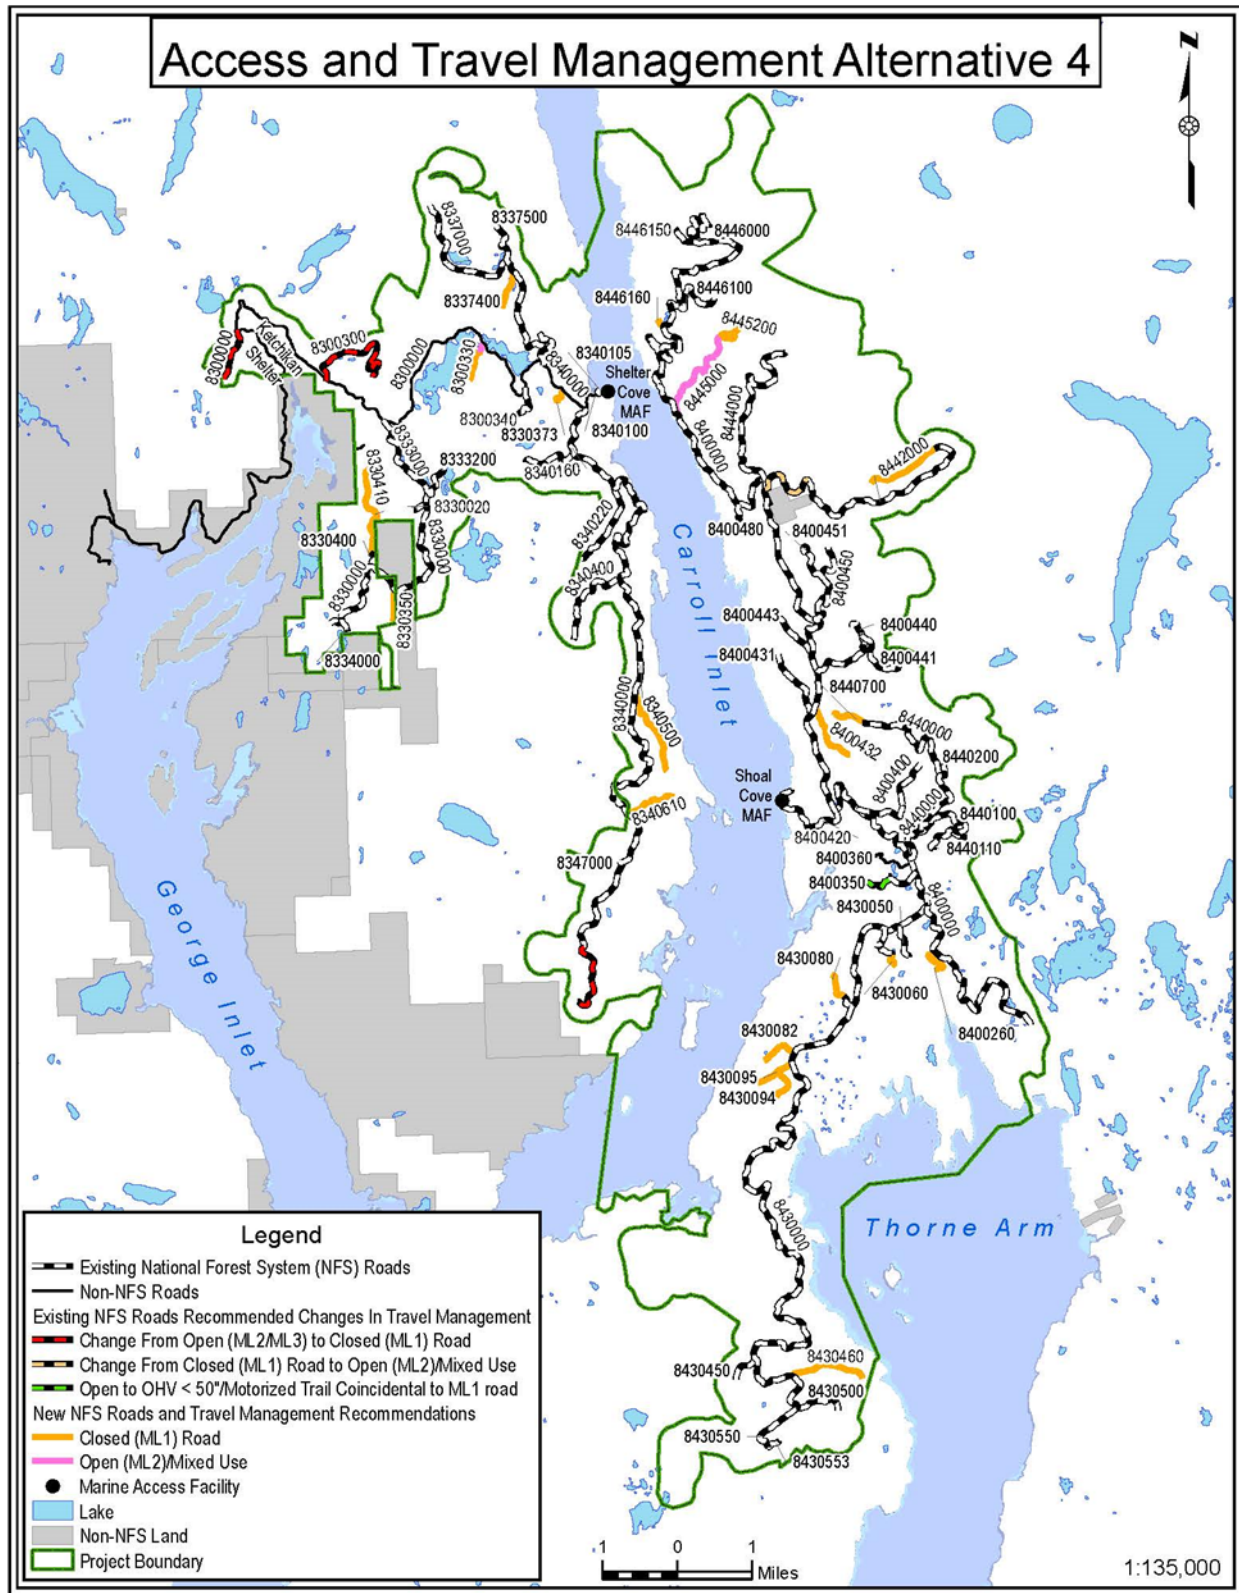 Access and Travel Management Alternative 4
N
8337500
8337000
8446150
8446000
8446100
8446160
8337400
8445200
8300000
Ketchikan
Shelter
8300300
8300000
8300330
8340105
8340000
Shelter
Cove
MAF
8445000
8444000
8300340
8330373
8340100
8400000
8333000
8333200
8340160
8442000
8330410
8330020
8340220
8400480
8400451
8330400
8330000
8340400
8400450
8330000
8330350
Carroll Inlet
8400443
8400440
8400431
8400441
8334000
8440700
8340000
8340500
8440000
8400432
8440200
8400400
Shoal
Cove
MAF
8340610
8440000
8440100
8400420
8440110
8347000
8400360
8400350
8430050
8400000
George Inlet
8430080
8430060
8400260
8430082
8430095
8430094
Thorne Arm
8430000
8430460
8430450
8430500
8430550
8430553
Legend
Existing National Forest System (NFS) Roads
Non-NFS Roads
Existing NFS Roads Recommended Changes In Travel Management
Change From Open (ML2/ML3) to Closed (ML1) Road
Change From Closed (ML1) Road to Open (ML2)/Mixed Use
Open to OHV < 50"/Motorized Trail Coincidental to ML1 road
New NFS Roads and Travel Management Recommendations
Closed (ML1) Road
Open (ML2)/Mixed Use
Marine Access Facility
Lake
Non-NFS Land
Project Boundary
1 0 1
Miles
1:135,000